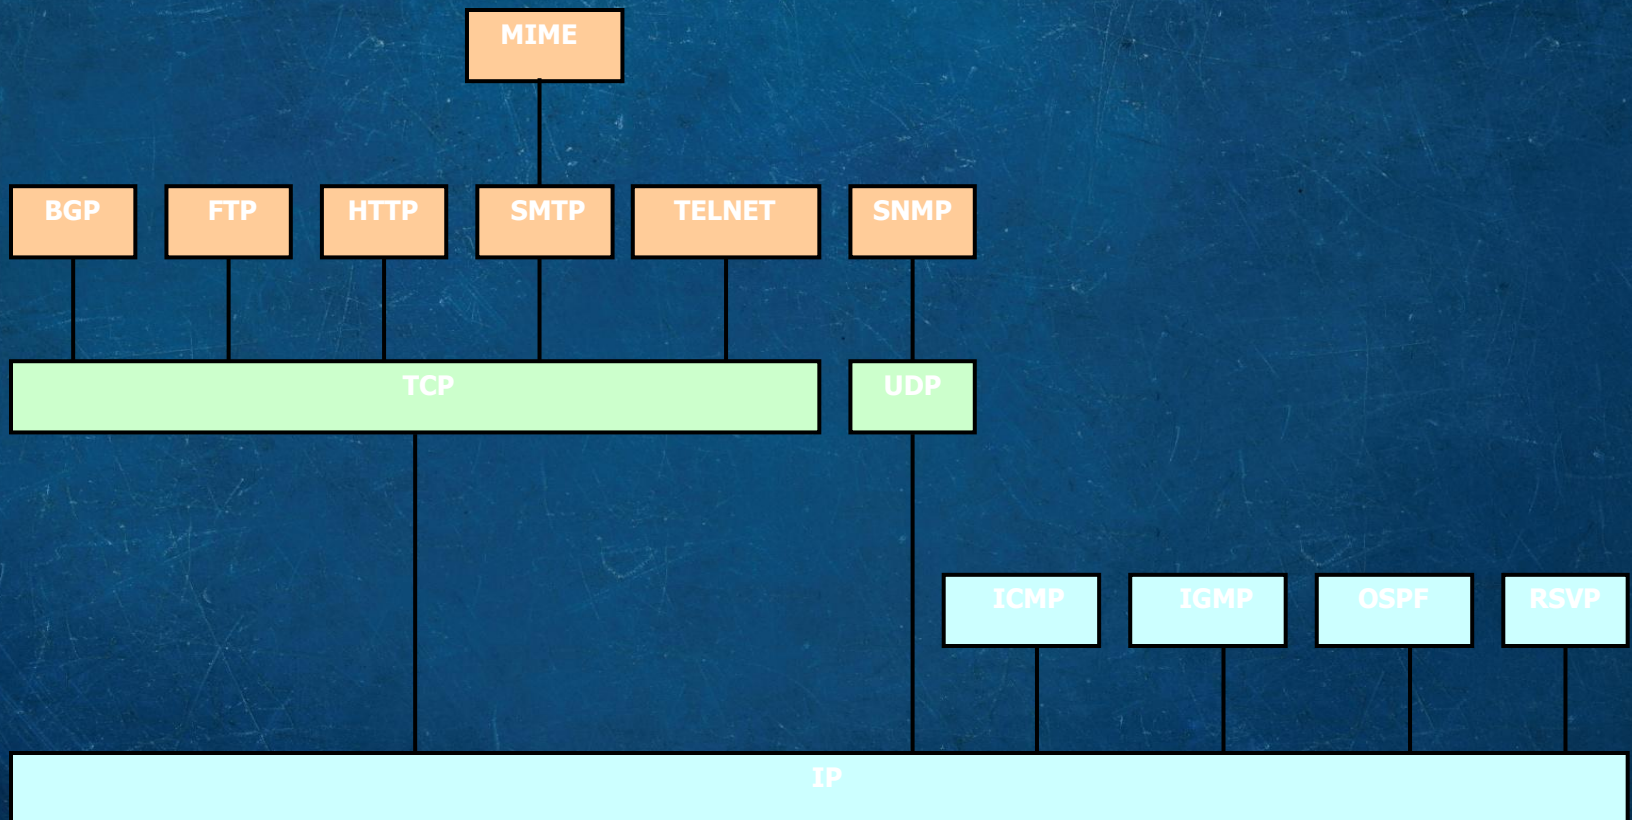 MIME
BGP
FTP
HTTP
SMTP
TELNET
SNMP
TCP
UDP
ICMP
IGMP
OSPF
RSVP
IP